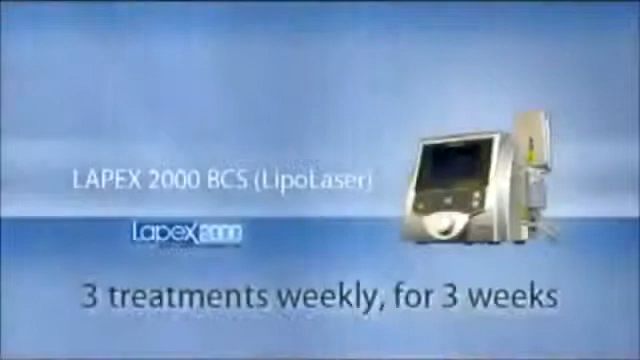 LAPEX 2000 BCS (LipoLaser)
Lapex2000
3 treatments weekly, for 3 weeks